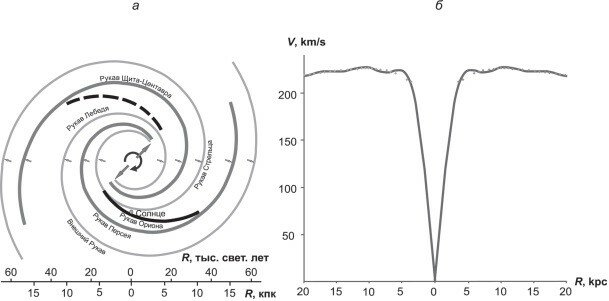 а
б
V, km/s
Рукав Щита-Центавра
Рукав Лебедя
Рукав Стрельца
Солнце
Рукав Ориона
Рукав Персея
Внешний Рукав
R, тыс. свет. лет
60 40 20 0 20 40 60
15 10 5 0 5 10 15 R, кпк
200
150
100
50
20 15 10 5 0 5 10 15 20
R, kpc